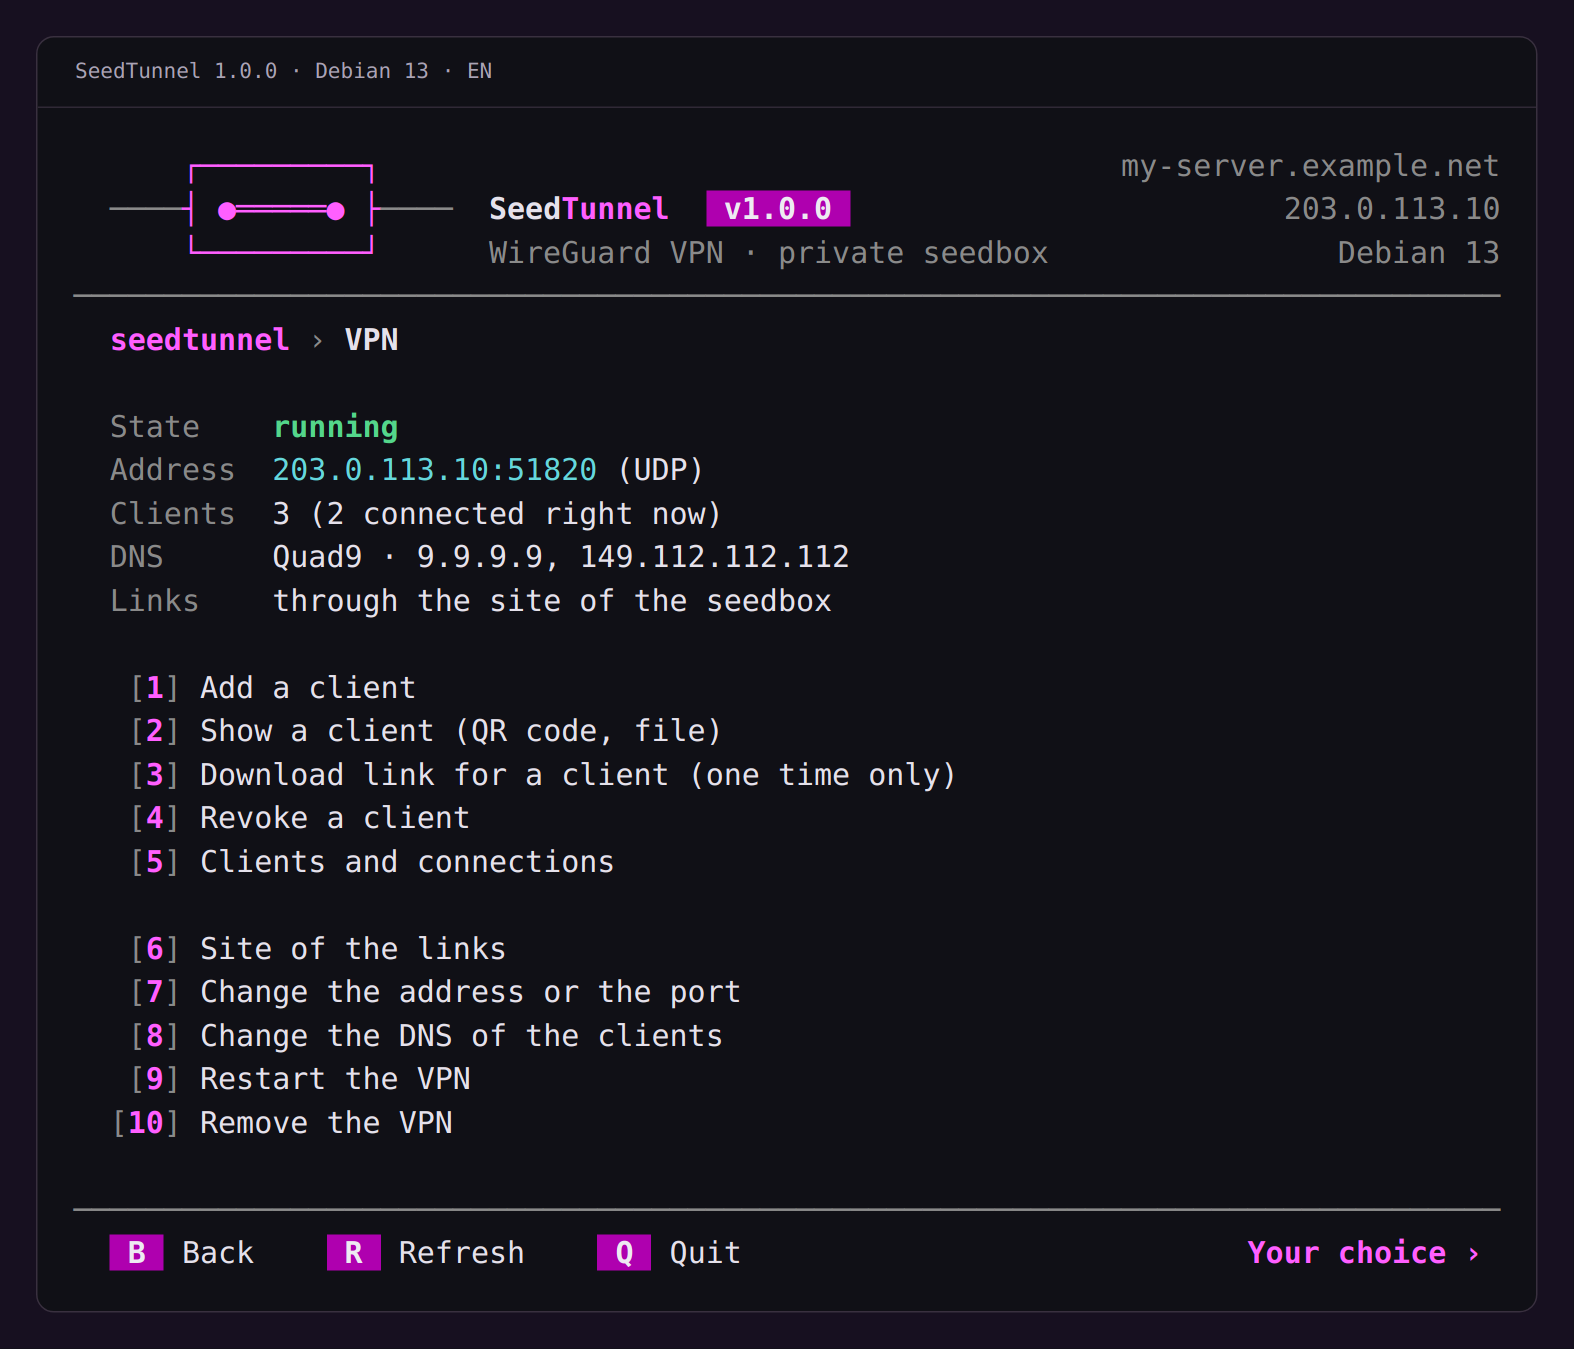 SeedTunnel 1.0.0 · Debian 13 · EN
my-server.example.net
SeedTunnel v1.0.0 203.0.113.10
WireGuard VPN · private seedbox Debian 13
seedtunnel › VPN
State running
Address 203.0.113.10:51820 (UDP)
Clients 3 (2 connected right now)
DNS Quad9 · 9.9.9.9, 149.112.112.112
Links through the site of the seedbox
[1] Add a client
[2] Show a client (QR code, file)
[3] Download link for a client (one time only)
[4] Revoke a client
[5] Clients and connections
[6] Site of the links
[7] Change the address or the port
[8] Change the DNS of the clients
[9] Restart the VPN
[10] Remove the VPN
B Back R Refresh Q Quit Your choice ›